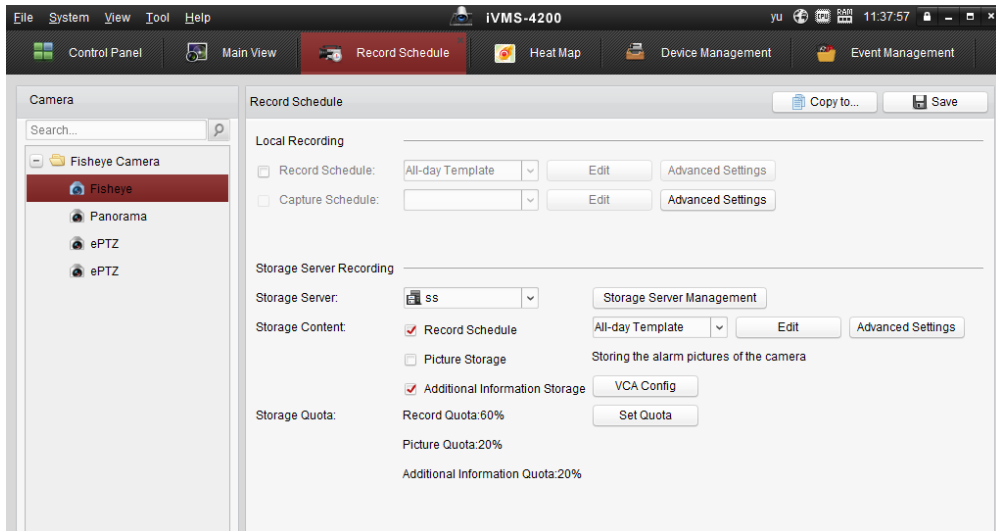 File System View Tool Help iVMS-4200 yu CPU RAM 11:37:57
Control Panel Main View Record Schedule Heat Map Device Management Event Management
Camera
Search...
Fisheye Camera
Fisheye
Panorama
ePTZ
ePTZ
Record Schedule Copy to... Save
Local Recording
Record Schedule: All-day Template Edit Advanced Settings
Capture Schedule: Edit Advanced Settings
Storage Server Recording
Storage Server: ss Storage Server Management
Storage Content: Record Schedule All-day Template Edit Advanced Settings
Picture Storage Storing the alarm pictures of the camera
Additional Information Storage VCA Config
Storage Quota: Record Quota:60% Set Quota
Picture Quota:20%
Additional Information Quota:20%